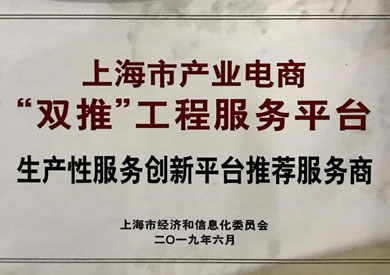 上海市产业电商
“双推”工程服务平台
生产性服务创新平台推荐服务商
上海市经济和信息化委员会
二〇一九年六月